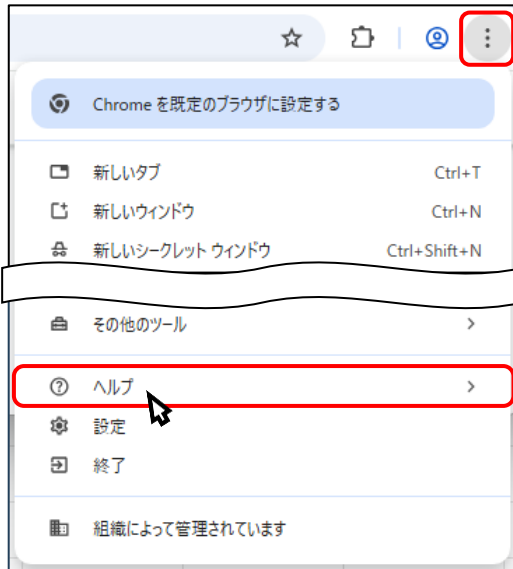 Chrome を既定のブラウザに設定する
新しいタブ Ctrl+T
新しいウィンドウ Ctrl+N
新しいシークレット ウィンドウ Ctrl+Shift+N
その他のツール
ヘルプ
設定
終了
組織によって管理されています